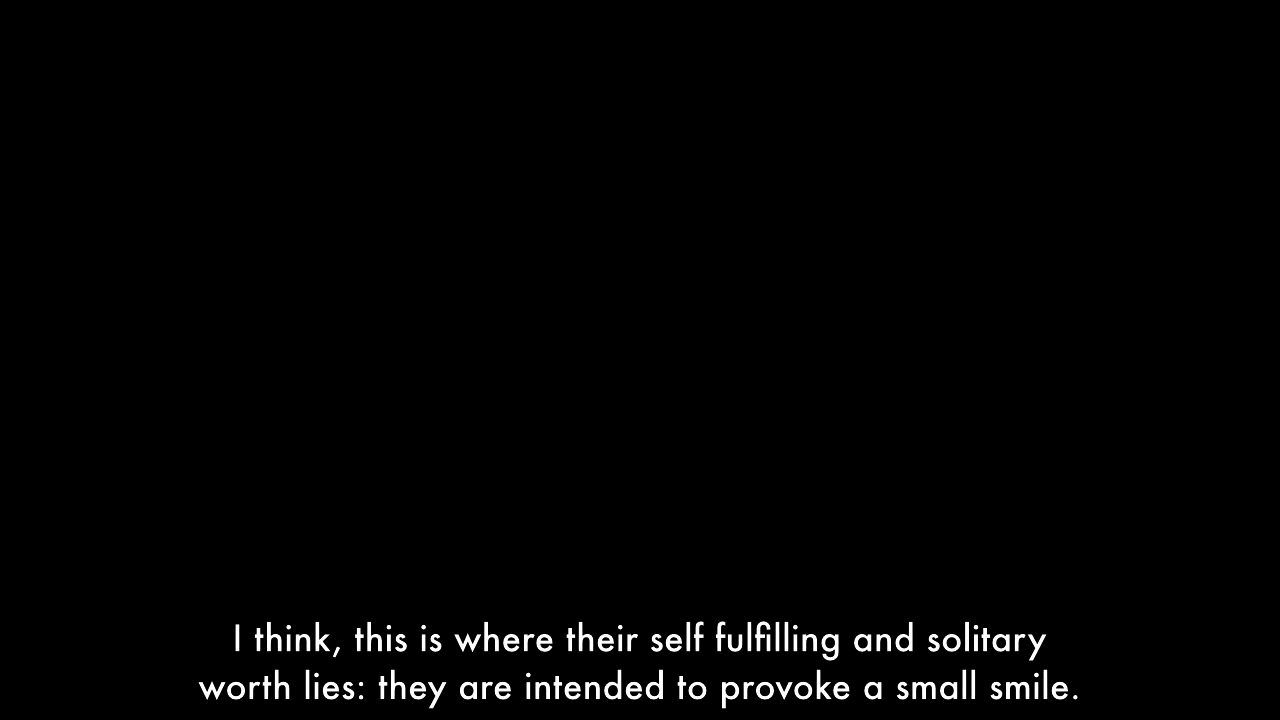 I think, this is where their self fulfilling and solitary
worth lies: they are intended to provoke a small smile.